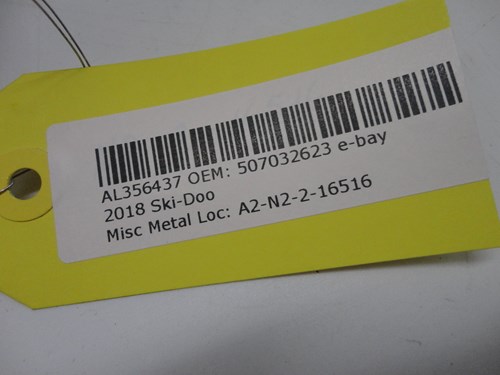 AL356437 OEM: 507032623 e-bay
2018 Ski-Doo
Misc Metal Loc: A2-N2-2-16516